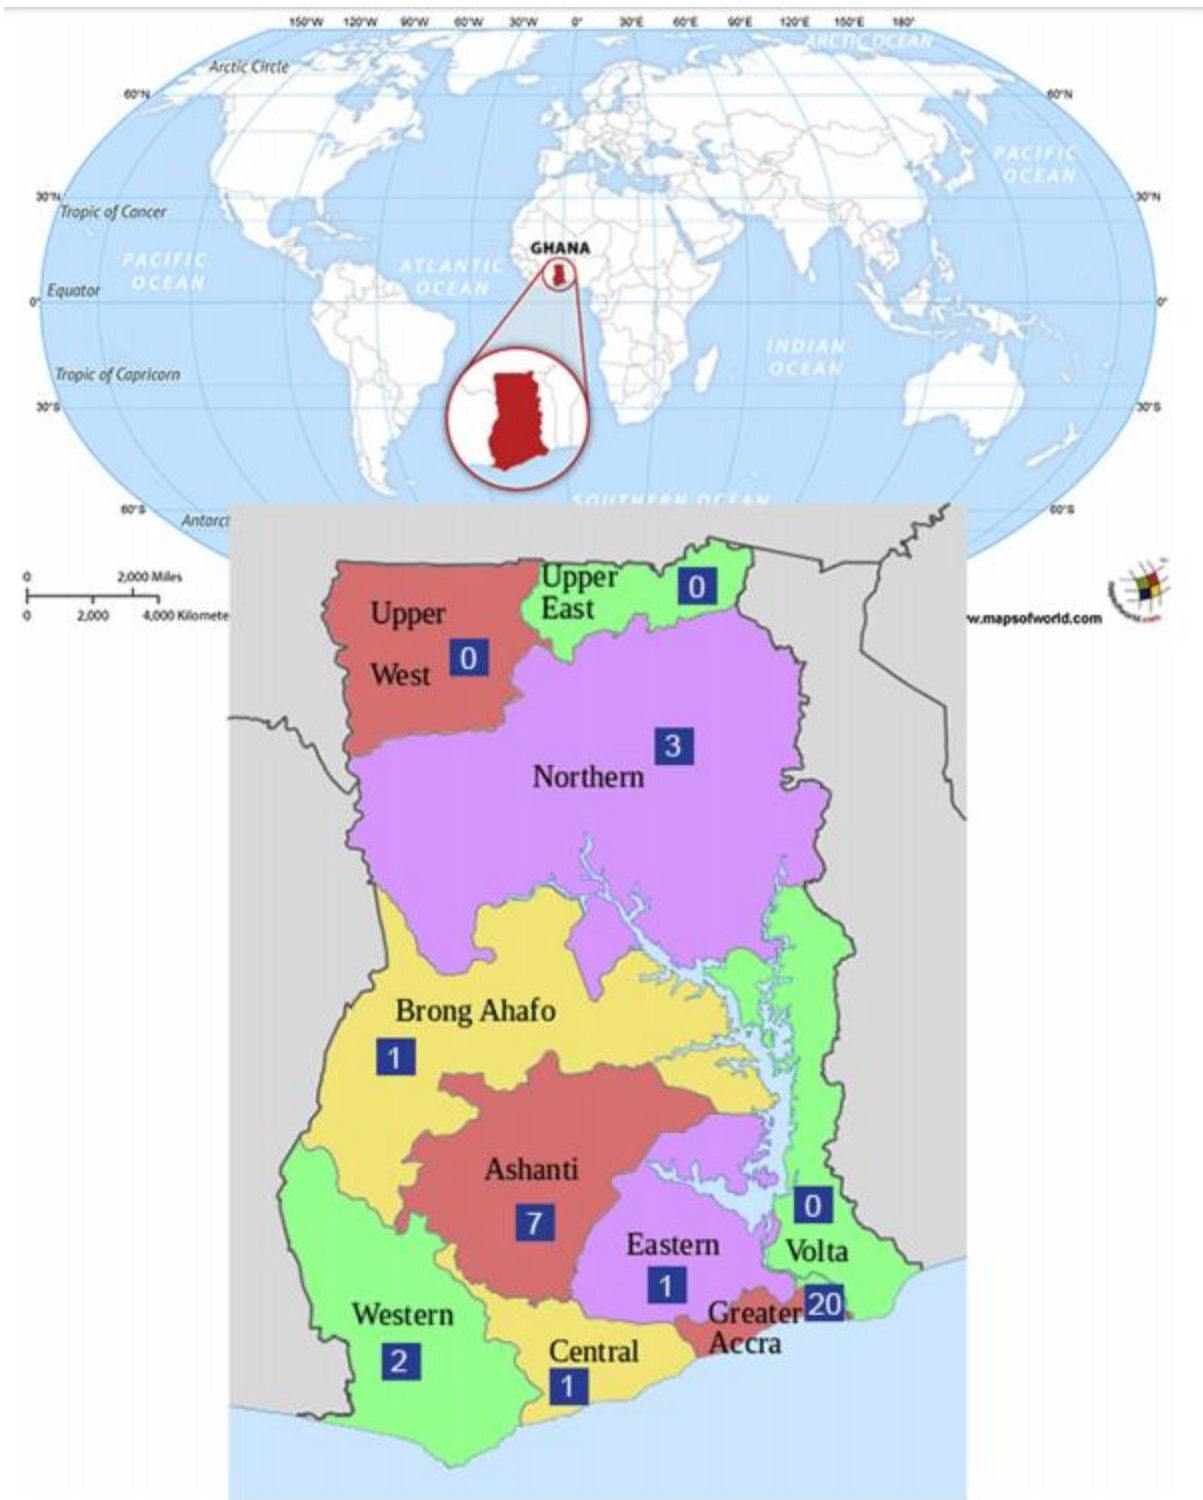 150°W 120°W 90°W 60°W 30°W 0° 30°E 60°E 90°E 120°E 150°E 180°
ARCTIC OCEAN
Arctic Circle
60°N 60°N
PACIFIC
OCEAN
30°N 30°N
Tropic of Cancer
GHANA
PACIFIC
OCEAN
ATLANTIC
OCEAN
Equator
0° 0°
INDIAN
OCEAN
Tropic of Capricorn
30°S 30°S
SOUTHERN OCEAN
60°S 60°S
Antarci
0 2,000 Miles
0 2,000 4,000 Kilomete
w.mapsofworld.com
Upper
East
0
Upper
West
0
3
Northern
Brong Ahafo
1
Ashanti
7
0
Volta
Eastern
1
Greater
Accra
20
Western
2
Central
1